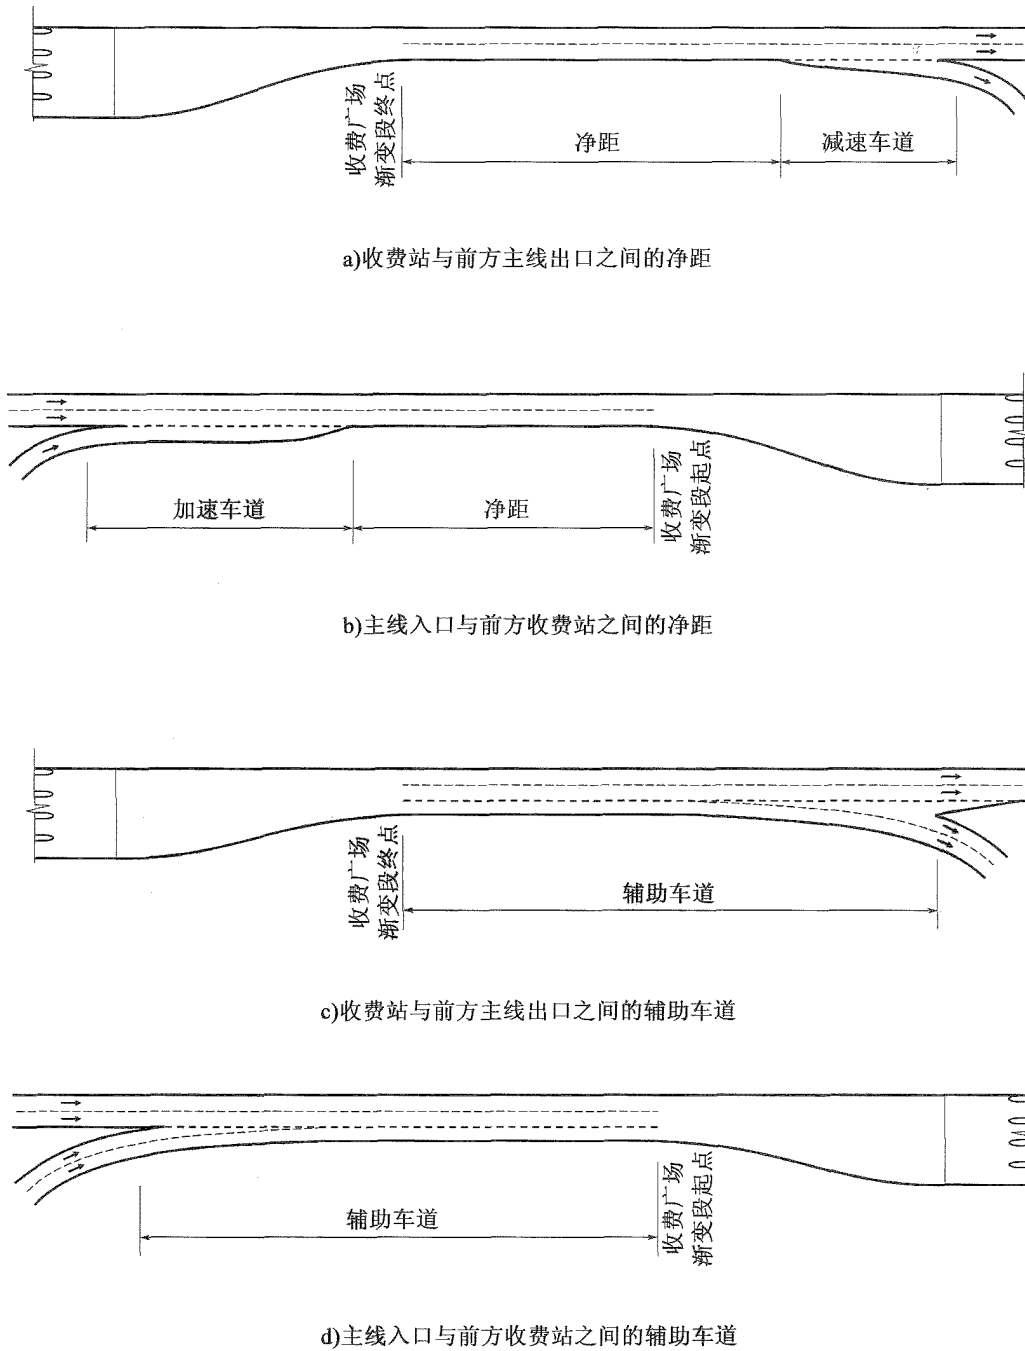 收费广场
渐变段终点
净距
减速车道
a)收费站与前方主线出口之间的净距
加速车道
净距
收费广场
渐变段起点
b)主线入口与前方收费站之间的净距
收费广场
渐变段终点
辅助车道
c)收费站与前方主线出口之间的辅助车道
辅助车道
收费广场
渐变段起点
d)主线入口与前方收费站之间的辅助车道